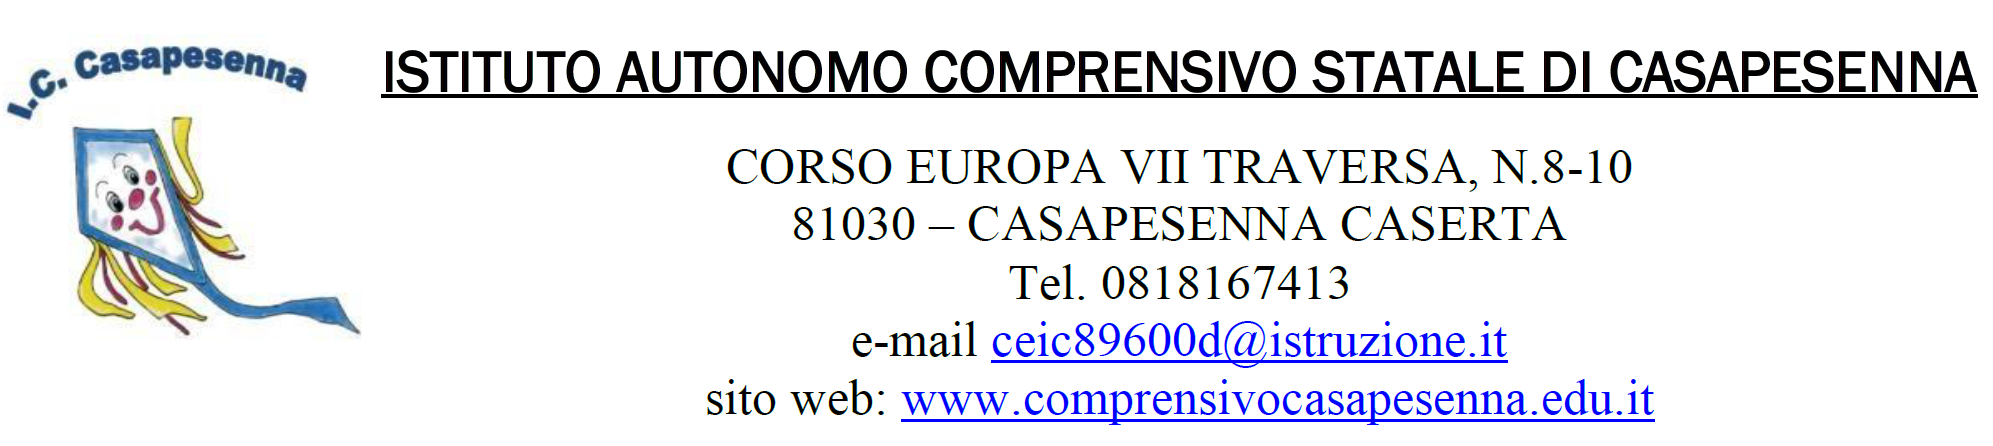 I.C. Casapesenna
ISTITUTO AUTONOMO COMPRENSIVO STATALE DI CASAPESENNA
CORSO EUROPA VII TRAVERSA, N.8-10
81030 – CASAPESENNA CASERTA
Tel. 0818167413
e-mail ceic89600d@istruzione.it
sito web: www.comprensivocasapesenna.edu.it